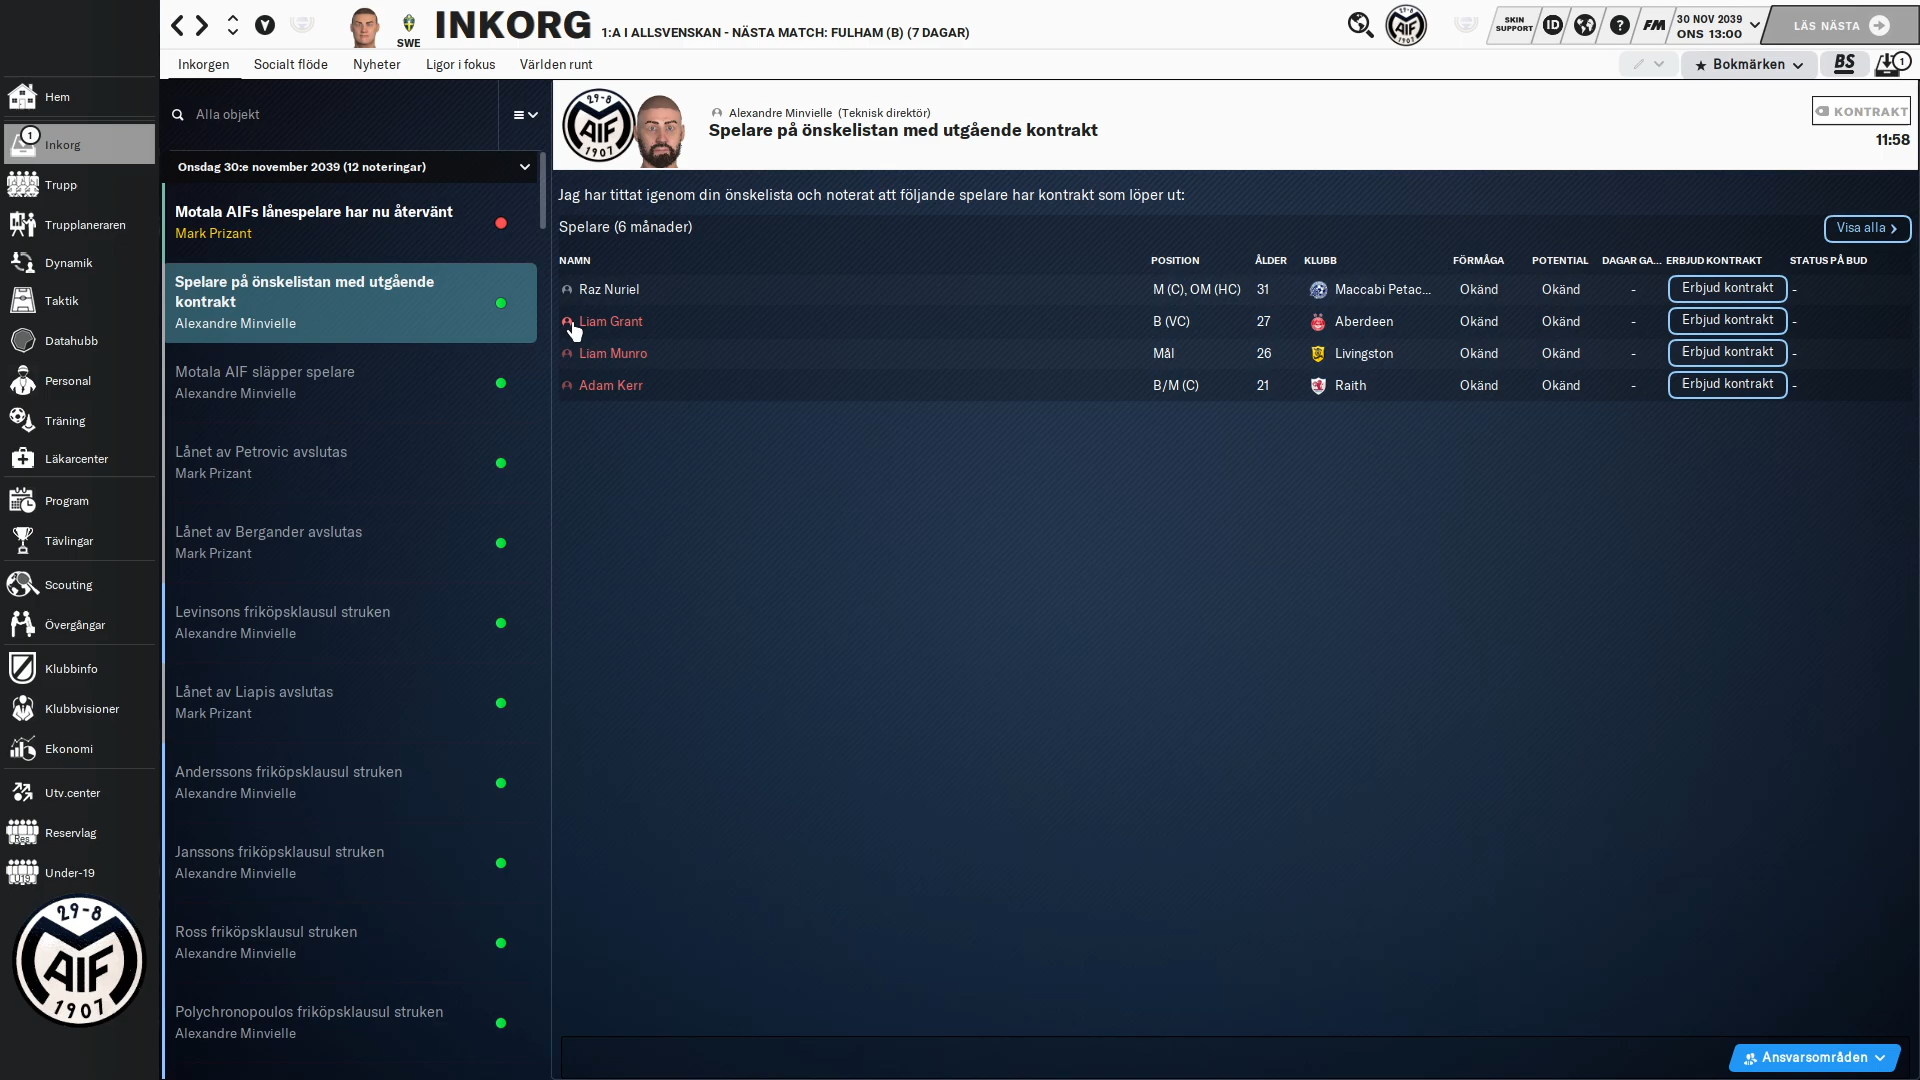 SWE
INKORG
1:A I ALLSVENSKAN - NÄSTA MATCH: FULHAM (B) (7 DAGAR)
SKIN SUPPORT
ID
?
FM
30 NOV 2039
ONS 13:00
LÄS NÄSTA
Inkorgen
Socialt flöde
Nyheter
Ligor i fokus
Världen runt
Bokmärken
BS
1
Hem
1
Inkorg
Trupp
Trupplaneraren
Dynamik
Taktik
Datahubb
Personal
Träning
Läkarcenter
Program
Tävlingar
Scouting
Övergångar
Klubbinfo
Klubbvisioner
Ekonomi
Utv.center
Reservlag
Under-19
29-8
AIF
1907
Alla objekt
Onsdag 30:e november 2039 (12 noteringar)
Motala AIFs lånespelare har nu återvänt
Mark Prizant
Spelare på önskelistan med utgående
kontrakt
Alexandre Minvielle
Motala AIF släpper spelare
Alexandre Minvielle
Lånet av Petrovic avslutas
Mark Prizant
Lånet av Bergander avslutas
Mark Prizant
Levinsons friköpsklausul struken
Alexandre Minvielle
Lånet av Liapis avslutas
Mark Prizant
Anderssons friköpsklausul struken
Alexandre Minvielle
Janssons friköpsklausul struken
Alexandre Minvielle
Ross friköpsklausul struken
Alexandre Minvielle
Polychronopoulos friköpsklausul struken
Alexandre Minvielle
29-8
AIF
1907
Alexandre Minvielle (Teknisk direktör)
Spelare på önskelistan med utgående kontrakt
KONTRAKT
11:58
Jag har tittat igenom din önskelista och noterat att följande spelare har kontrakt som löper ut:
Spelare (6 månader)
Visa alla
NAMN POSITION ÅLDER KLUBB FÖRMÅGA POTENTIAL DAGAR GA... ERBJUD KONTRAKT STATUS PÅ BUD
Raz Nuriel M (C), OM (HC) 31 Maccabi Petac... Okänd Okänd - Erbjud kontrakt -
Liam Grant B (VC) 27 Aberdeen Okänd Okänd - Erbjud kontrakt -
Liam Munro Mål 26 Livingston Okänd Okänd - Erbjud kontrakt -
Adam Kerr B/M (C) 21 Raith Okänd Okänd - Erbjud kontrakt -
Ansvarsområden